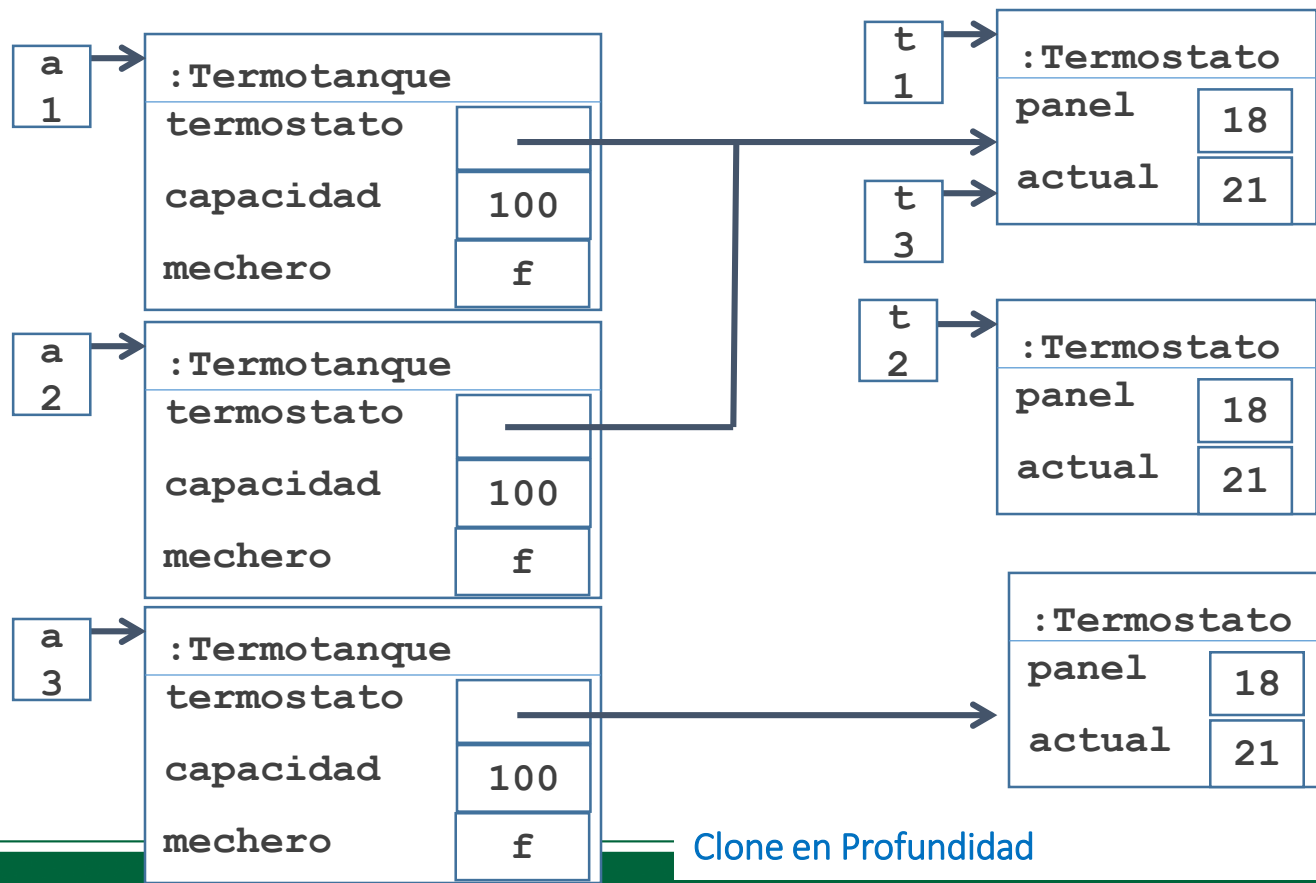 a
1
:Termotanque
termostato
capacidad
100
mechero
f
a
2
:Termotanque
termostato
capacidad
100
mechero
f
a
3
:Termotanque
termostato
capacidad
100
mechero
f
t
1
:Termostato
panel
18
actual
21
t
3
t
2
:Termostato
panel
18
actual
21
:Termostato
panel
18
actual
21
Clone en Profundidad